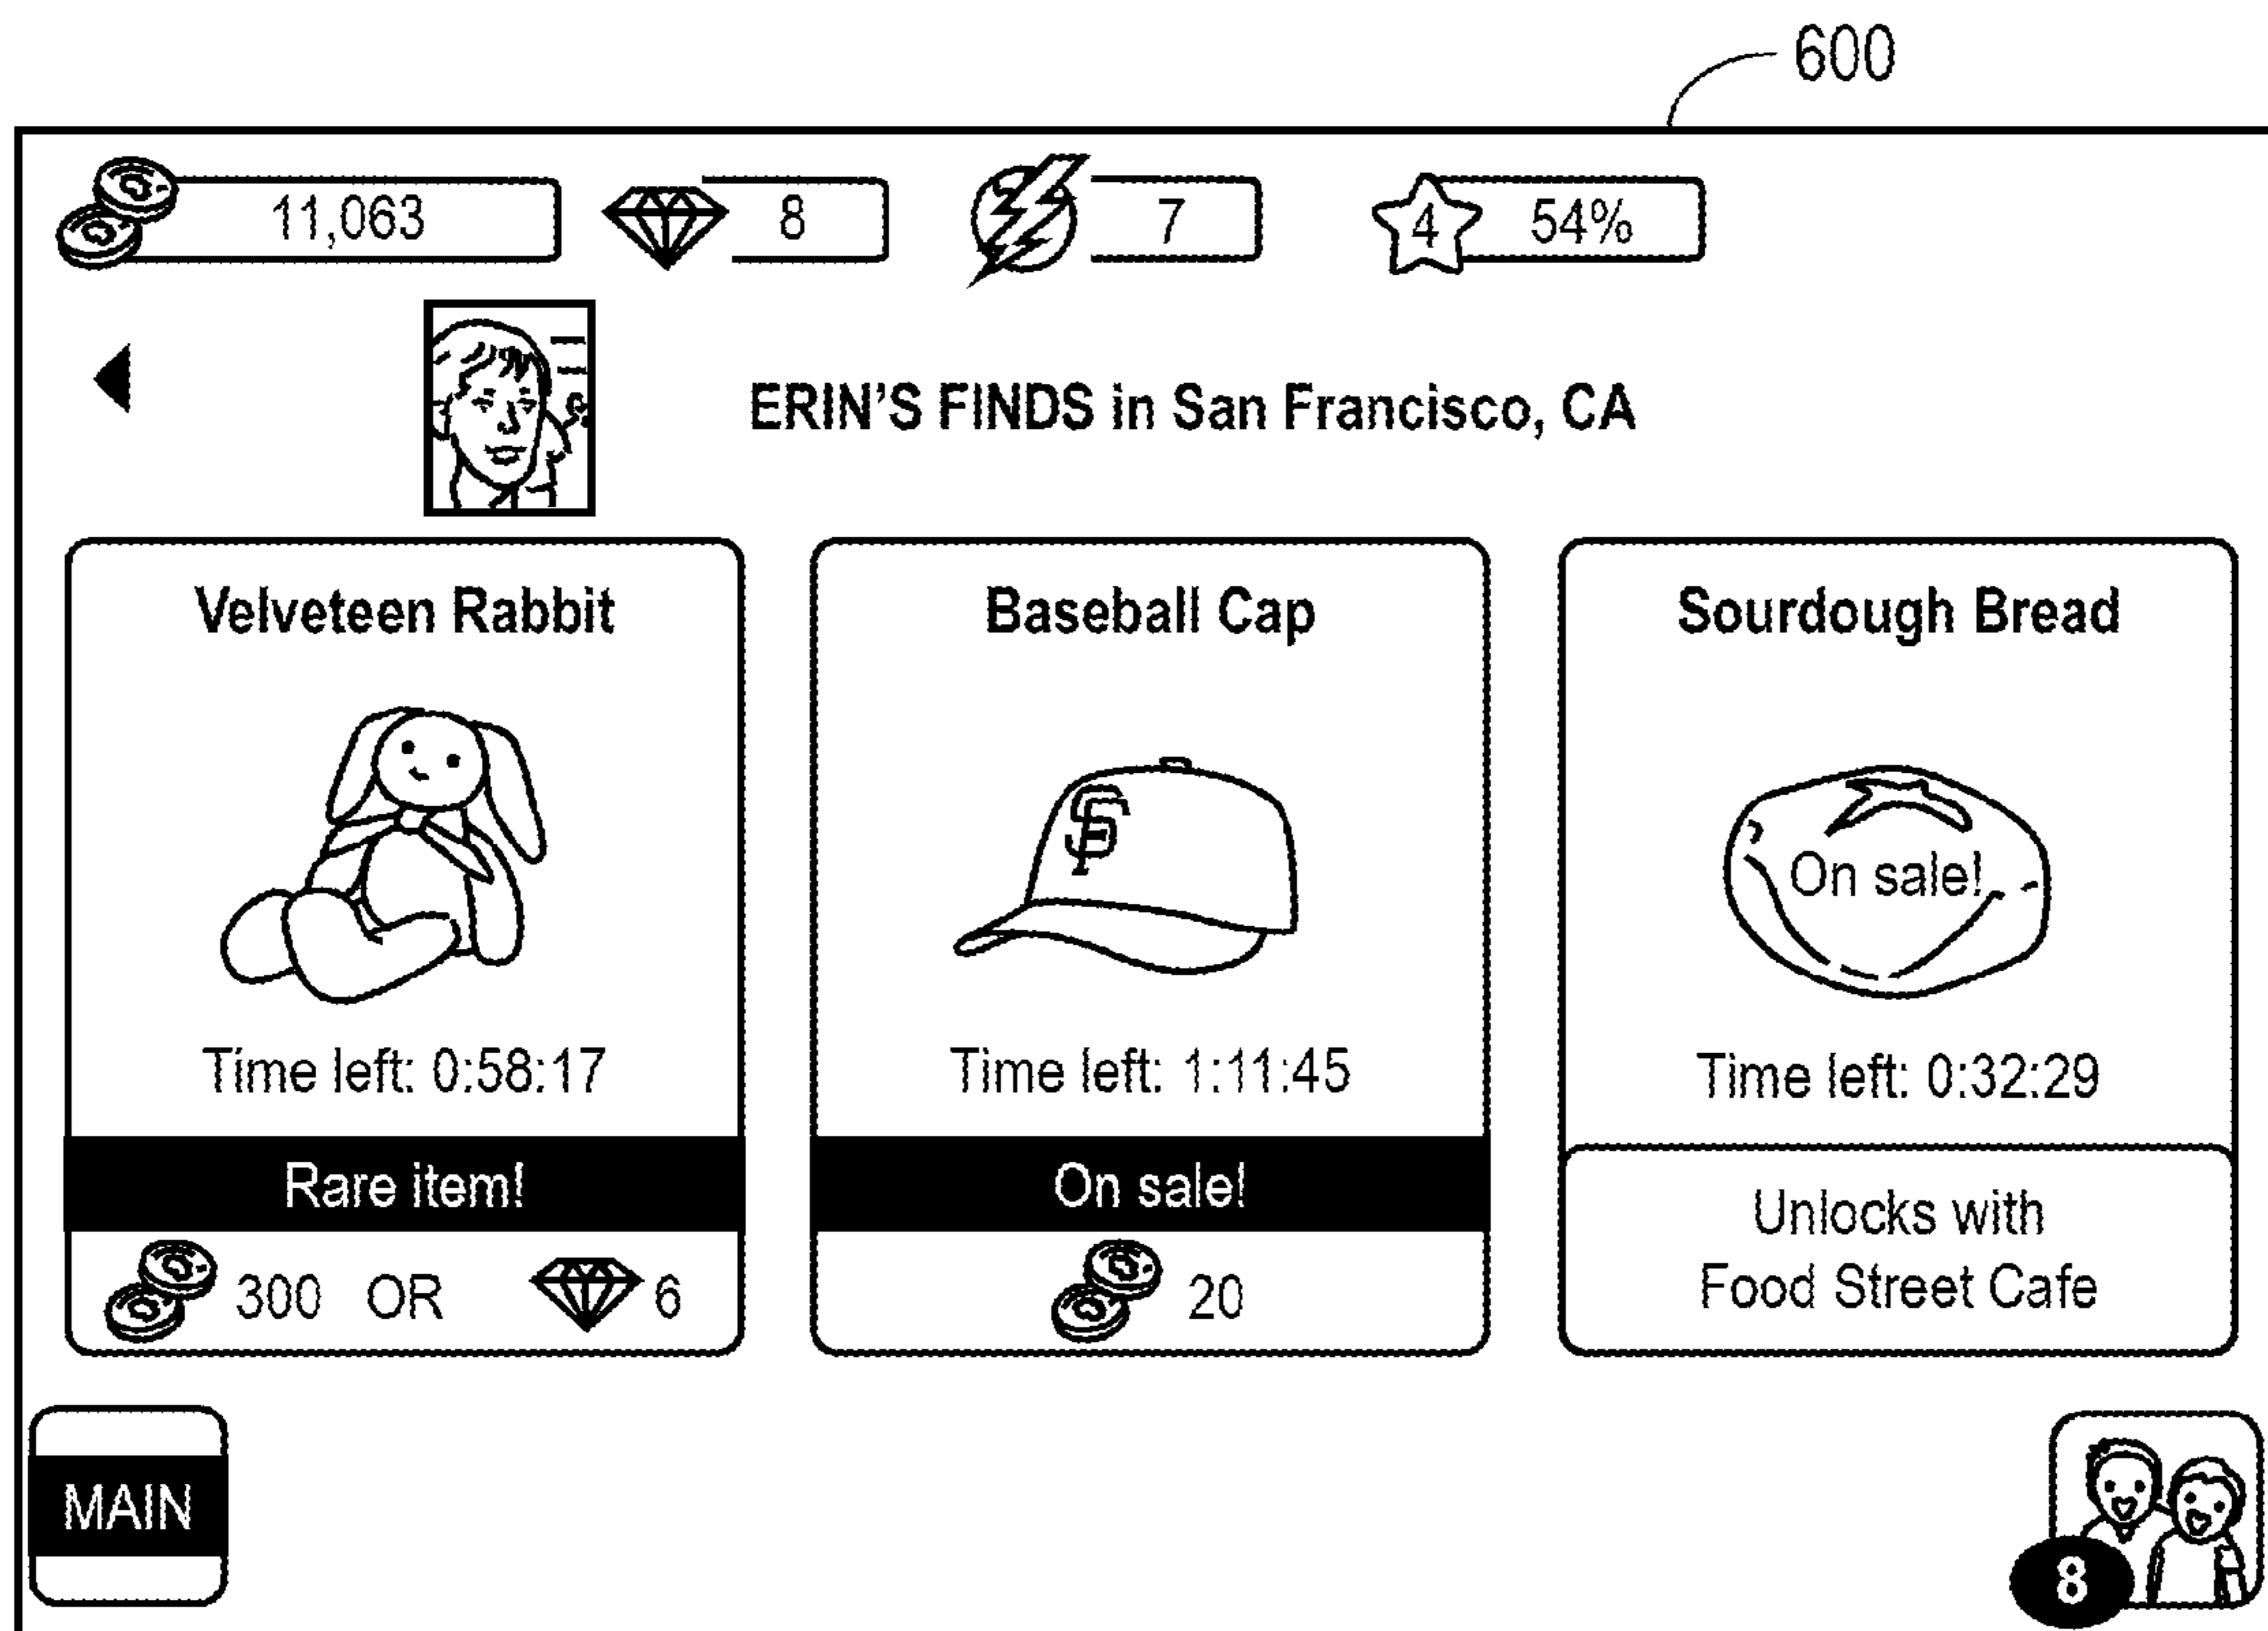 600
11,063 8 7 4 54%
ERIN'S FINDS in San Francisco, CA
Velveteen Rabbit
Time left: 0:58:17
Rare item!
300 OR 6
Baseball Cap
SF
Time left: 1:11:45
On sale!
20
Sourdough Bread
On sale!
Time left: 0:32:29
Unlocks with
Food Street Cafe
MAIN
8